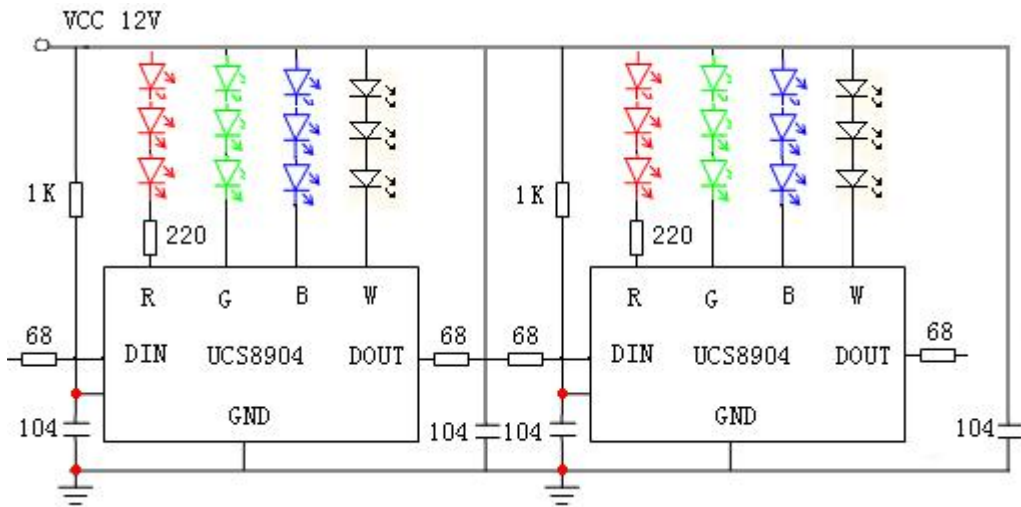 VCC 12V
1K
220
1K
220
R G B W
R G B W
68
DIN UCS8904 DOUT
68
68
DIN UCS8904 DOUT
68
104
GND
104
104
GND
104